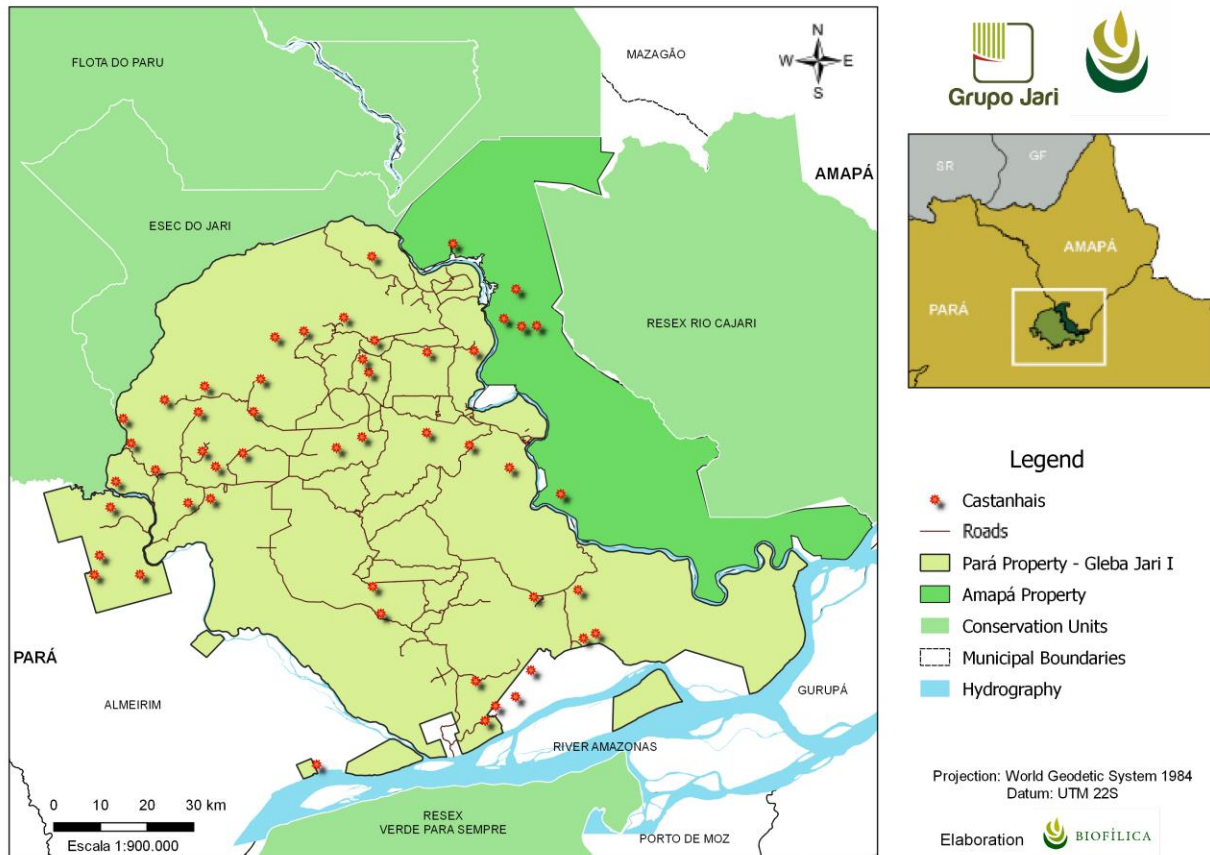 FLOTA DO PARU
MAZAGÃO
N
W E
S
AMAPÁ
ESEC DO JARI
RESEX RIO CAJARI
PARÁ
ALMEIRIM
GURUPÁ
RIVER AMAZONAS
RESEX
VERDE PARA SEMPRE
PORTO DE MOZ
0 10 20 30 km
Escala 1:900.000
Grupo Jari
SR
GF
AMAPÁ
PARÁ
Legend
Castanhais
Roads
Pará Property - Gleba Jari I
Amapá Property
Conservation Units
Municipal Boundaries
Hydrography
Projection: World Geodetic System 1984
Datum: UTM 22S
Elaboration BIOFÍLICA